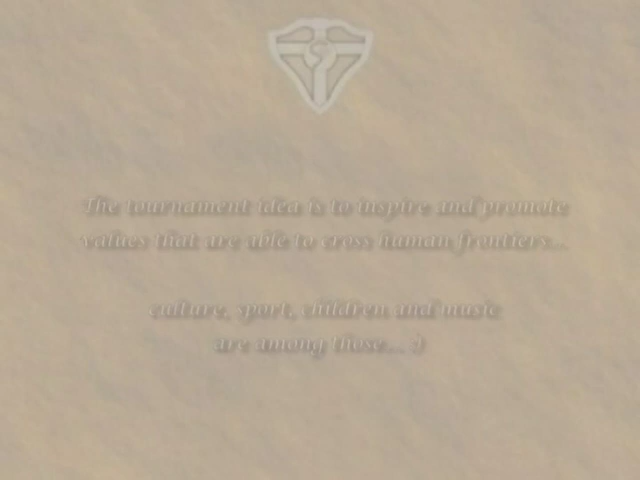 The tournament idea is to inspire and promote
values that are able to cross human frontiers...
culture, sport, children and music
are among those... :)